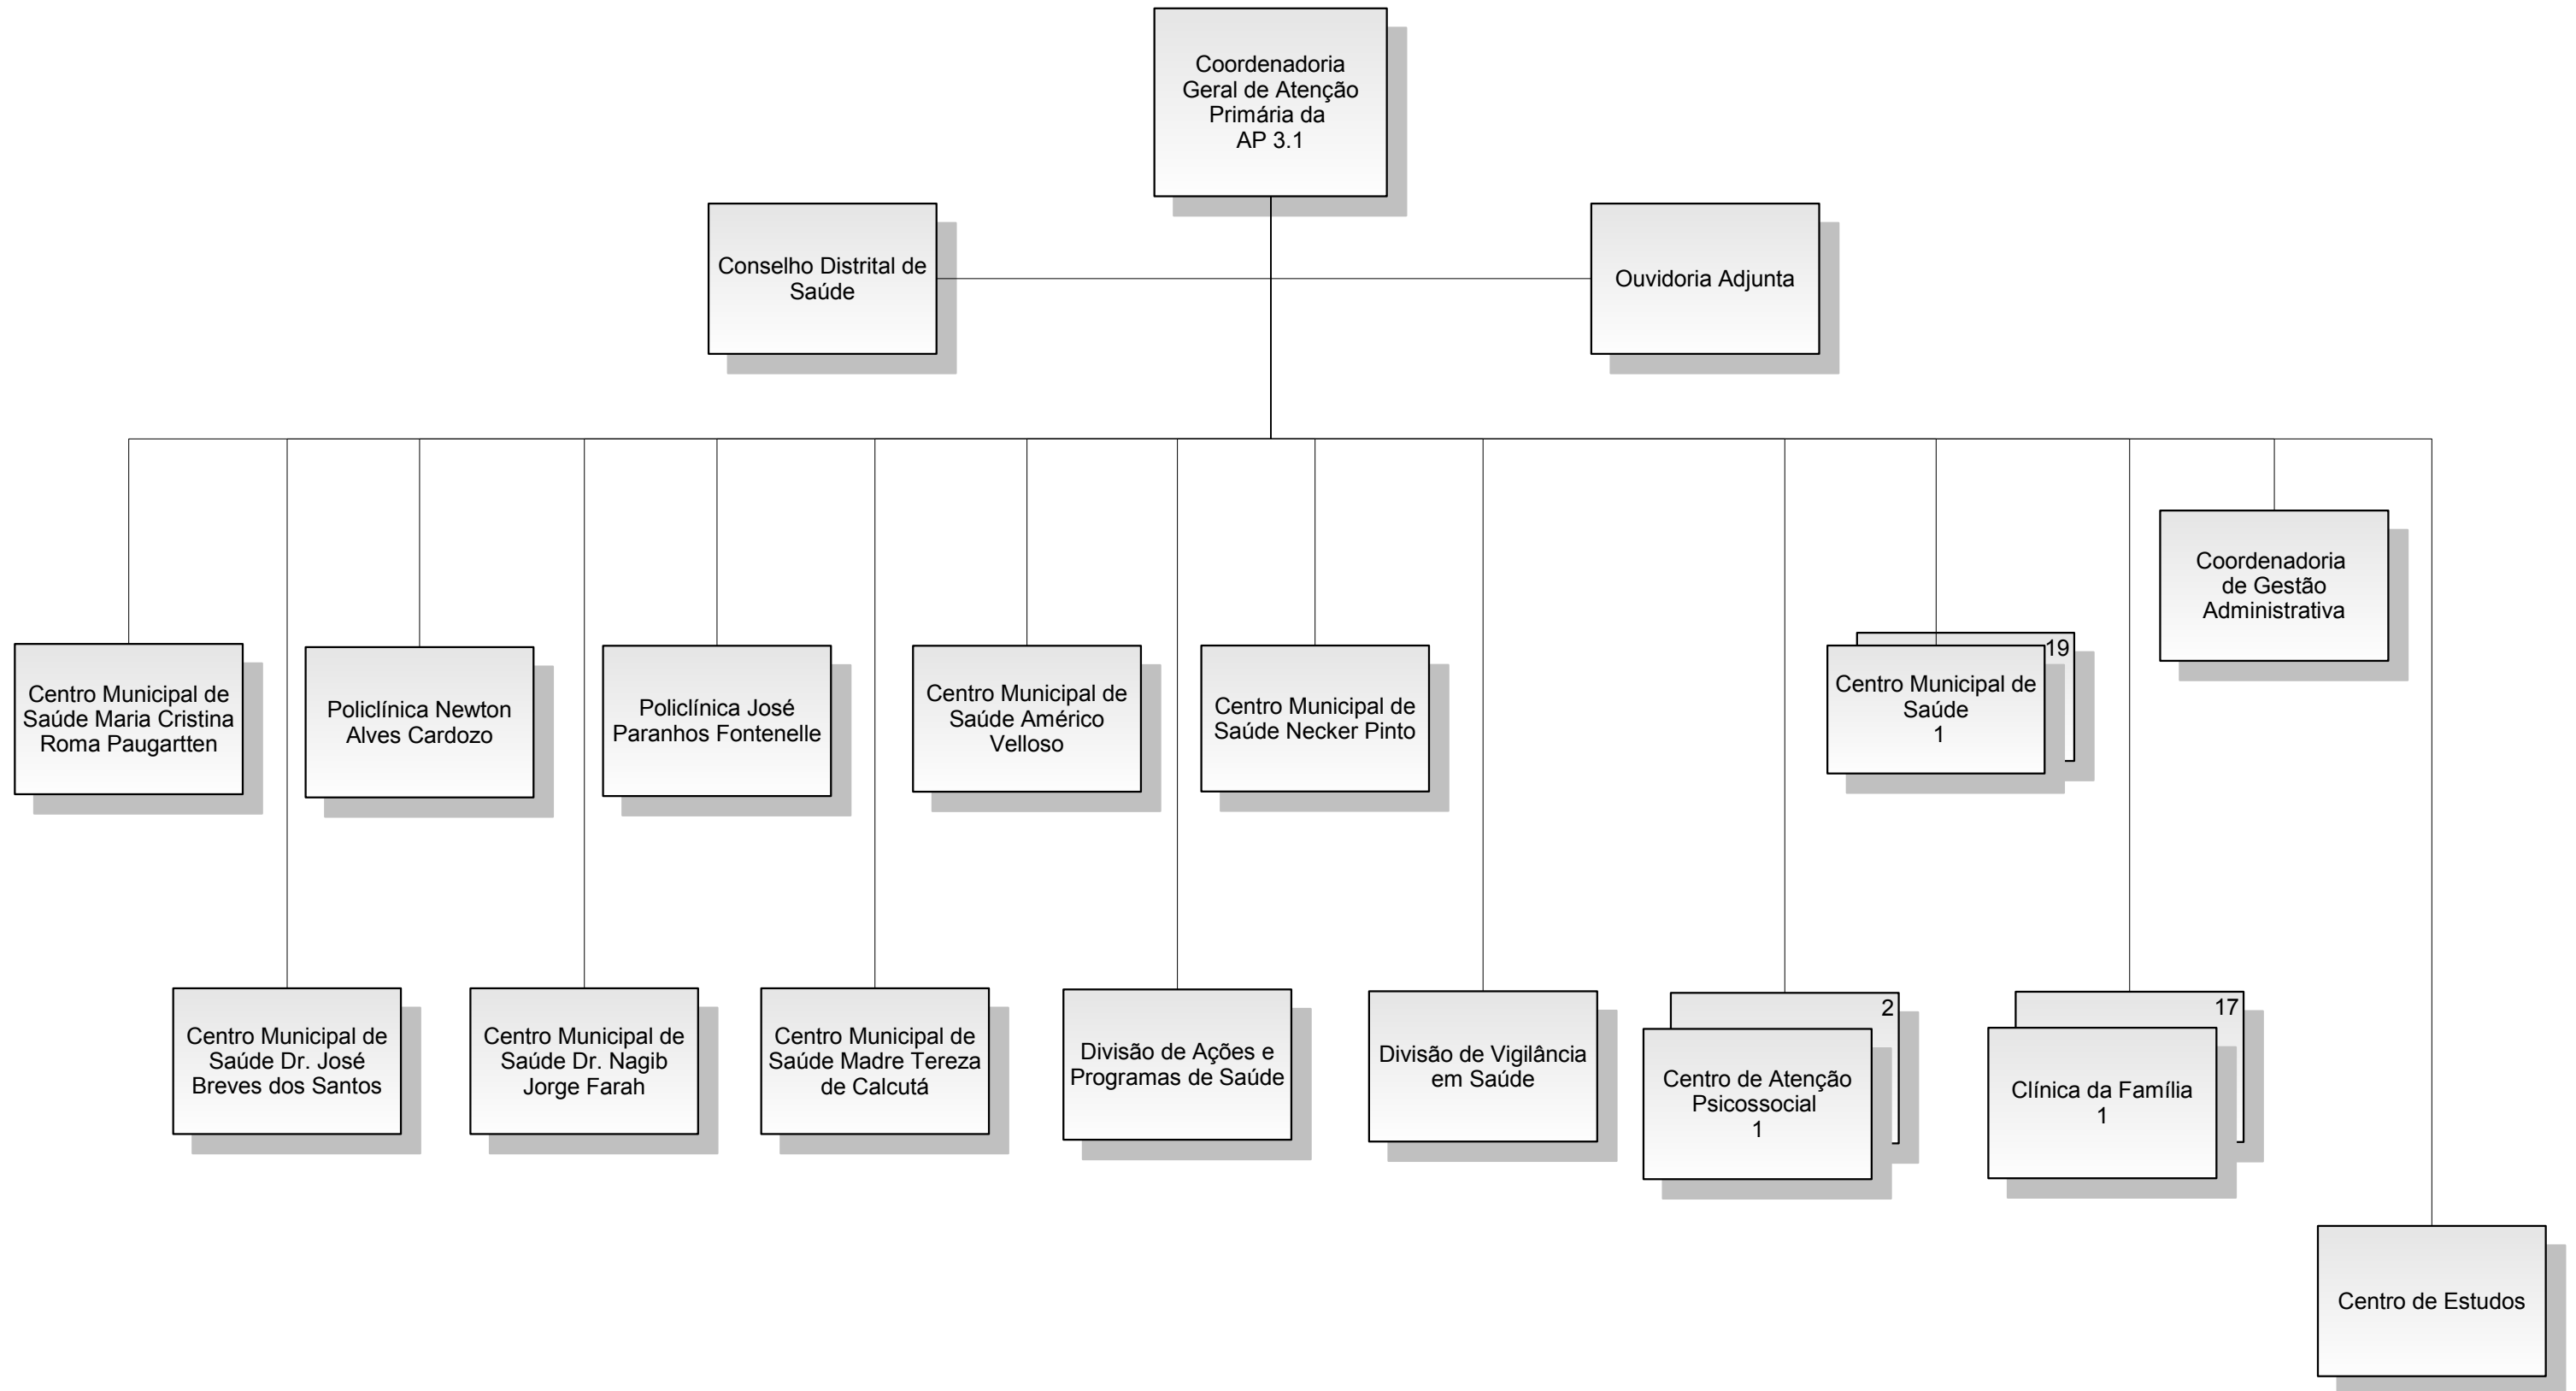 Coordenadoria
Geral de Atenção
Primária da
AP 3.1
Conselho Distrital de
Saúde
Ouvidoria Adjunta
Coordenadoria
de Gestão
Administrativa
Centro Municipal de
Saúde Maria Cristina
Roma Paugartten
Policlínica Newton
Alves Cardozo
Policlínica José
Paranhos Fontenelle
Centro Municipal de
Saúde Américo
Velloso
Centro Municipal de
Saúde Necker Pinto
19
Centro Municipal de
Saúde
1
Centro Municipal de
Saúde Dr. José
Breves dos Santos
Centro Municipal de
Saúde Dr. Nagib
Jorge Farah
Centro Municipal de
Saúde Madre Tereza
de Calcutá
Divisão de Ações e
Programas de Saúde
Divisão de Vigilância
em Saúde
2
Centro de Atenção
Psicossocial
1
17
Clínica da Família
1
Centro de Estudos